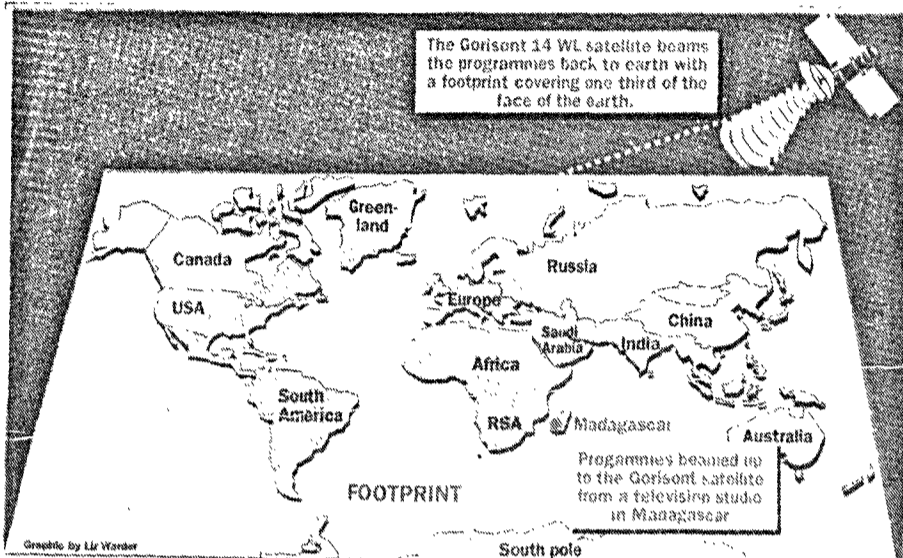 The Gorisont 14 WL satellite beams
the programmes back to earth with
a footprint covering one third of the
face of the earth.
Green-
land
Canada
Russia
USA
Europe
China
Saudi
Arabia
India
Africa
South
America
RSA
Madagascar
Australia
Progammies beamed up
to the Gorisont satellite
from a television studio
in Madagascar
FOOTPRINT
Graphic by Liz Warder
South pole